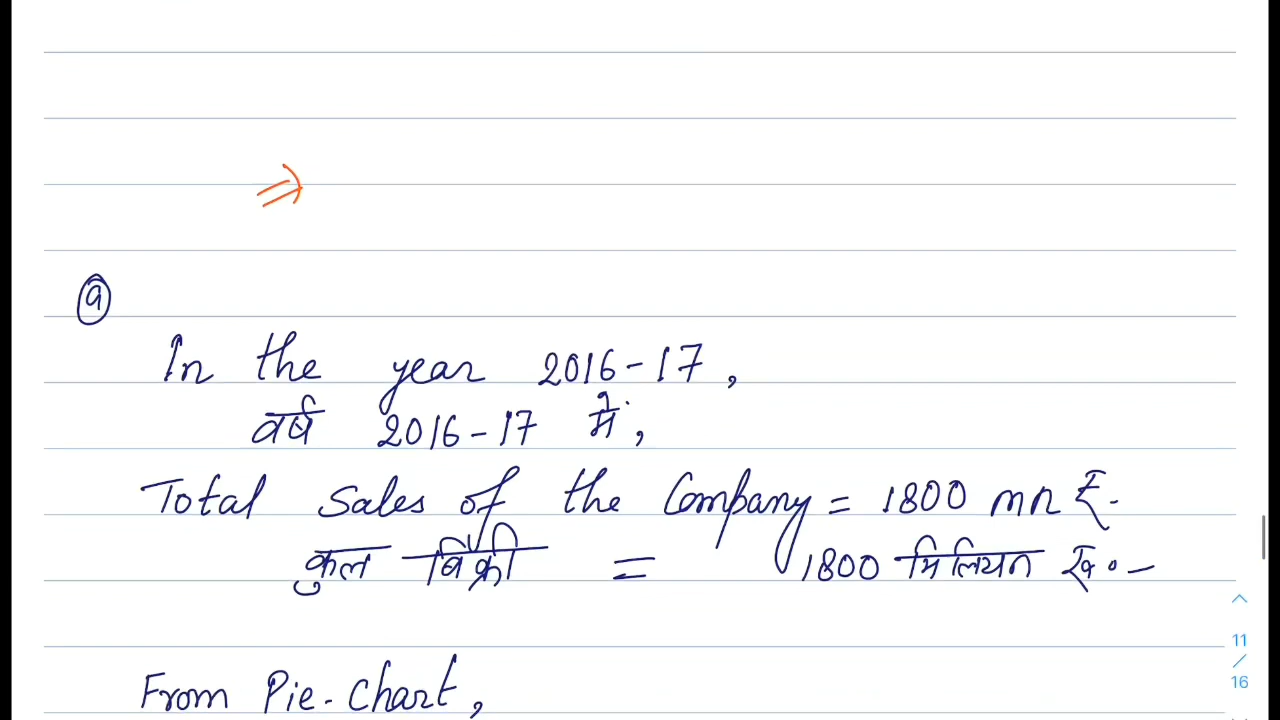 ⇒
(a)
In the year 2016-17,
वर्ष 2016-17 में,
Total Sales of the Company = 1800 mn ₹.
कुल बिक्री = 1800 मिलियन रू०-
From Pie-Chart,
11
/
16